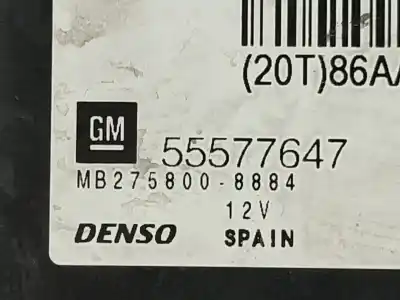 (20T)86A
GM
55577647
MB275800-8884
12V
DENSO SPAIN